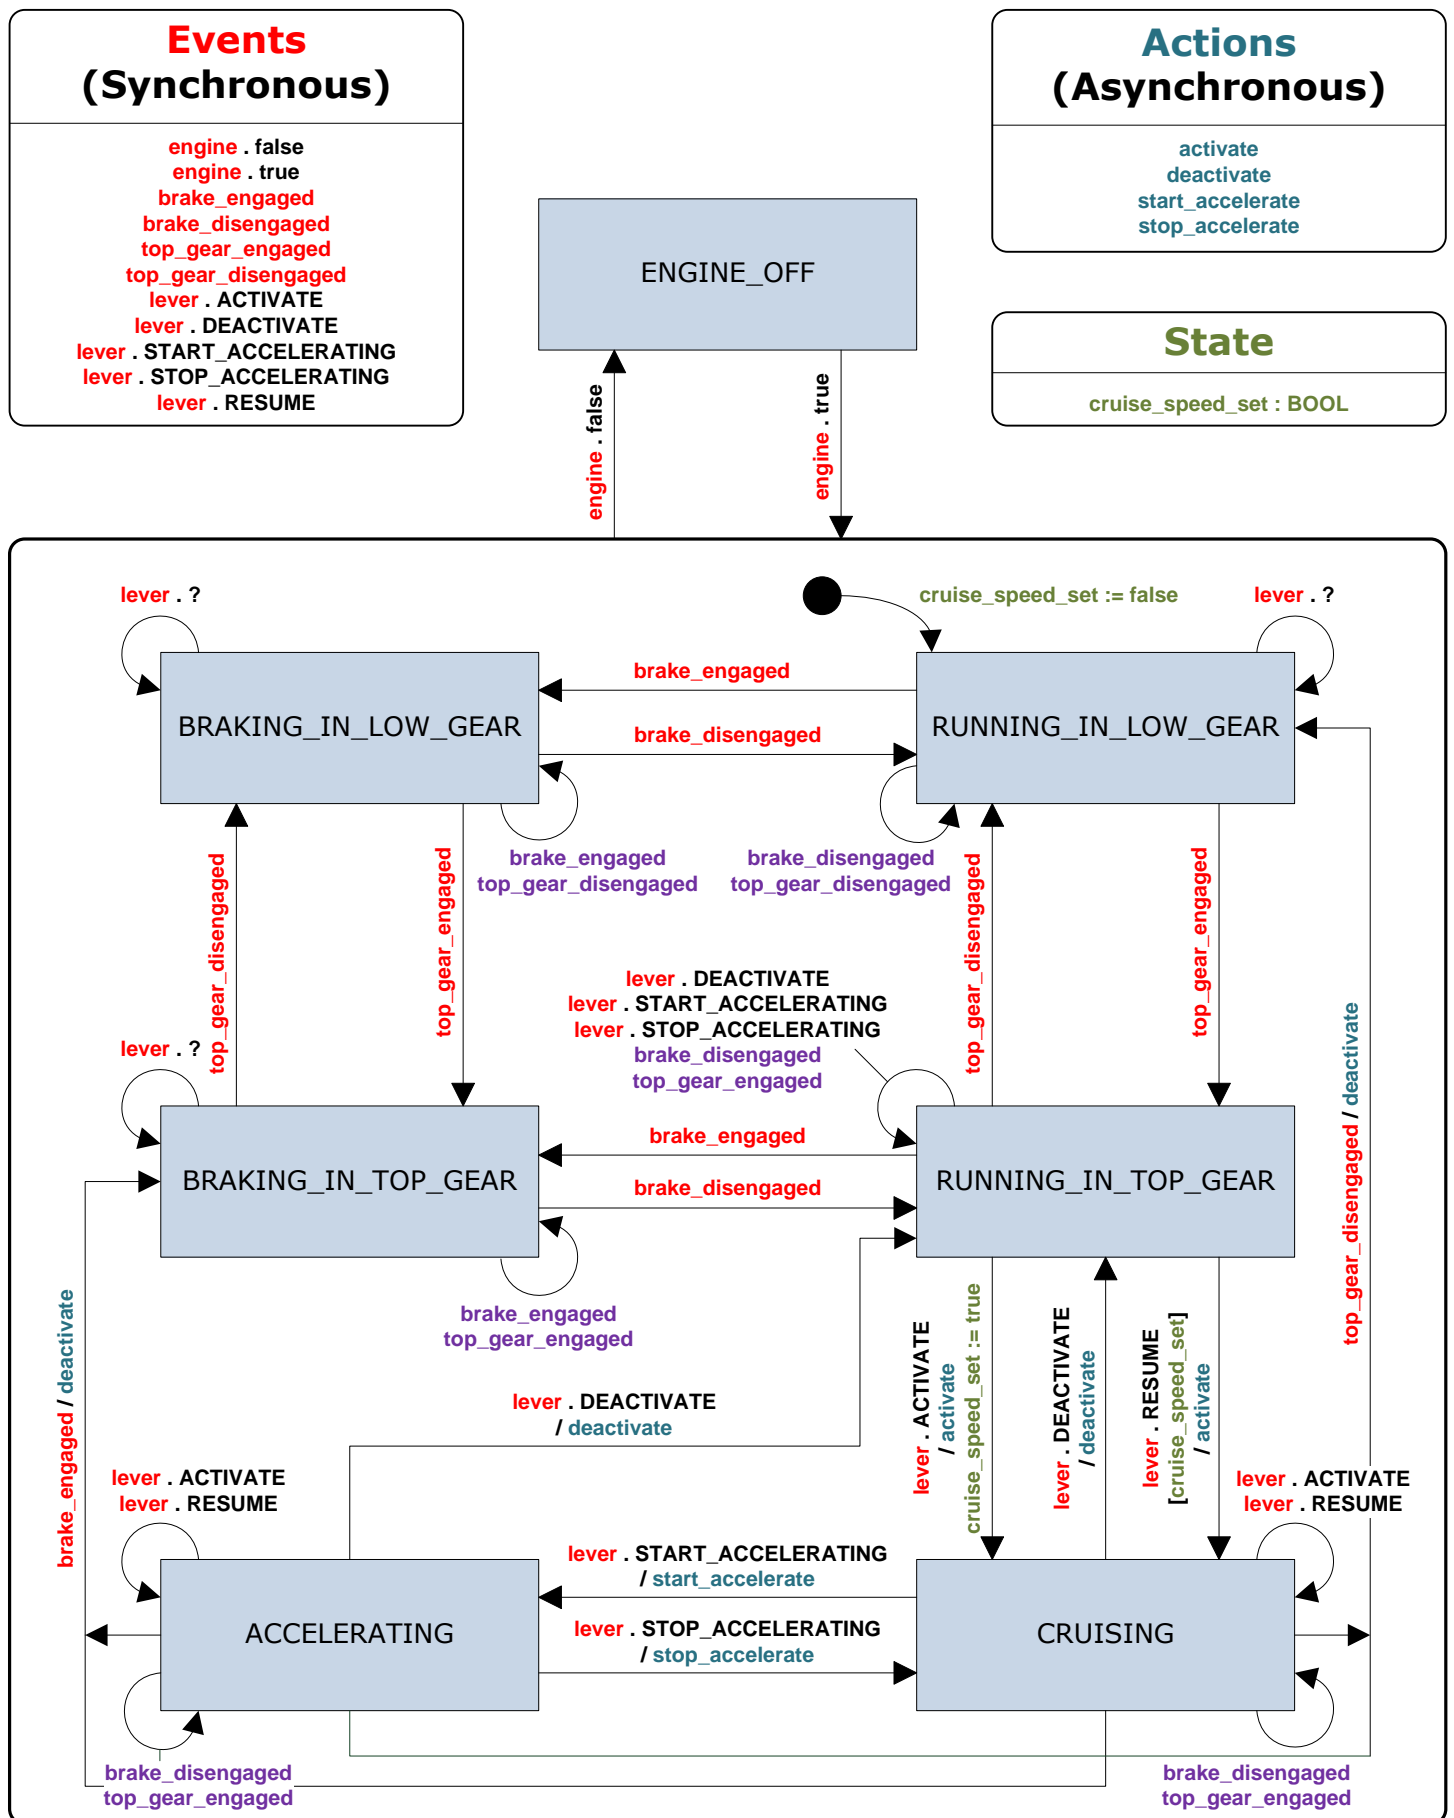 Events
(Synchronous)
engine . false
engine . true
brake_engaged
brake_disengaged
top_gear_engaged
top_gear_disengaged
lever . ACTIVATE
lever . DEACTIVATE
lever . START_ACCELERATING
lever . STOP_ACCELERATING
lever . RESUME
Actions
(Asynchronous)
activate
deactivate
start_accelerate
stop_accelerate
State
cruise_speed_set : BOOL
ENGINE_OFF
engine . false
engine . true
lever . ?
cruise_speed_set := false
lever . ?
BRAKING_IN_LOW_GEAR
brake_engaged
brake_disengaged
RUNNING_IN_LOW_GEAR
brake_engaged
top_gear_disengaged
brake_disengaged
top_gear_disengaged
top_gear_disengaged
top_gear_engaged
top_gear_disengaged
top_gear_engaged
lever . DEACTIVATE
lever . START_ACCELERATING
lever . STOP_ACCELERATING
brake_disengaged
top_gear_engaged
lever . ?
BRAKING_IN_TOP_GEAR
brake_engaged
brake_disengaged
RUNNING_IN_TOP_GEAR
top_gear_disengaged / deactivate
brake_engaged
top_gear_engaged
brake_engaged / deactivate
lever . DEACTIVATE
/ deactivate
lever . ACTIVATE
/ activate
cruise_speed_set := true
lever . DEACTIVATE
/ deactivate
lever . RESUME
[cruise_speed_set]
/ activate
lever . ACTIVATE
lever . RESUME
lever . ACTIVATE
lever . RESUME
ACCELERATING
lever . START_ACCELERATING
/ start_accelerate
lever . STOP_ACCELERATING
/ stop_accelerate
CRUISING
brake_disengaged
top_gear_engaged
brake_disengaged
top_gear_engaged